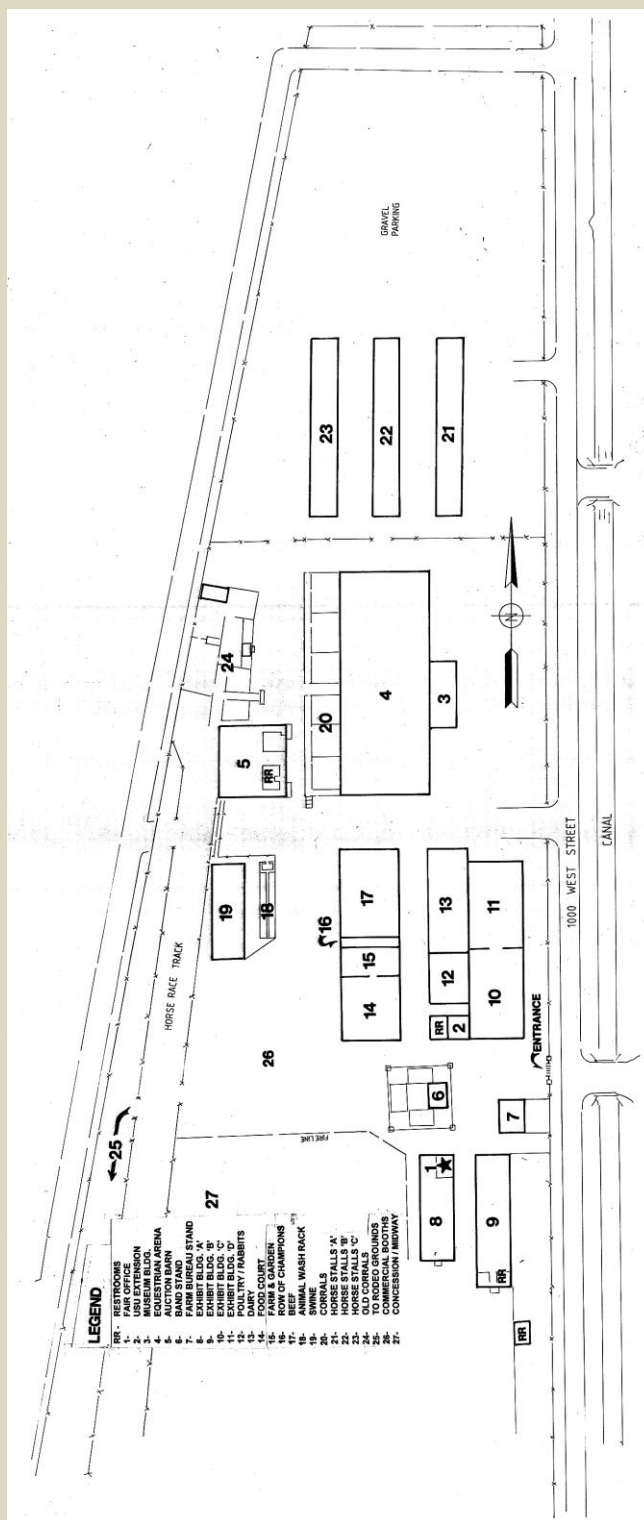 LEGEND
RR - RESTROOMS
1- FAIR OFFICE
2- USU EXTENSION
3- MUSEUM BLDG.
4- EQUESTRIAN ARENA
5- AUCTION BARN
6- BAND STAND
7- FARM BUREAU STAND
8- EXHIBIT BLDG. 'A'
9- EXHIBIT BLDG. 'B'
10- EXHIBIT BLDG. 'C'
11- EXHIBIT BLDG. 'D'
12- POULTRY / RABBITS
13- DAIRY
14- FOOD COURT
15- FARM & GARDEN
16- ROW OF CHAMPIONS
17- BEEF
18- ANIMAL WASH RACK
19- SWINE
20- CORRALS
21- HORSE STALLS 'A'
22- HORSE STALLS 'B'
23- HORSE STALLS 'C'
24- OLD CORRALS
25- TO RODEO GROUNDS
26- COMMERCIAL BOOTHS
27- CONCESSION / MIDWAY
25
HORSE RACE TRACK
27
FIRE LINE
26
19
18
5
RR
24
20
4
3
23
22
21
GRAVEL
PARKING
N
16
14
15
17
RR
2
12
13
10
11
6
7
ENTRANCE
1
8
9
RR
RR
1000 WEST STREET
CANAL